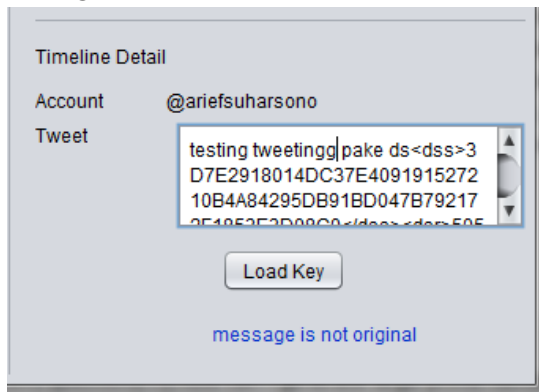 Timeline Detail
Account @ariefsuharsono
Tweet
testing tweetingg pake ds<dss>3
D7E2918014DC37E4091915272
10B4A84295DB91BD047B79217
Load Key
message is not original